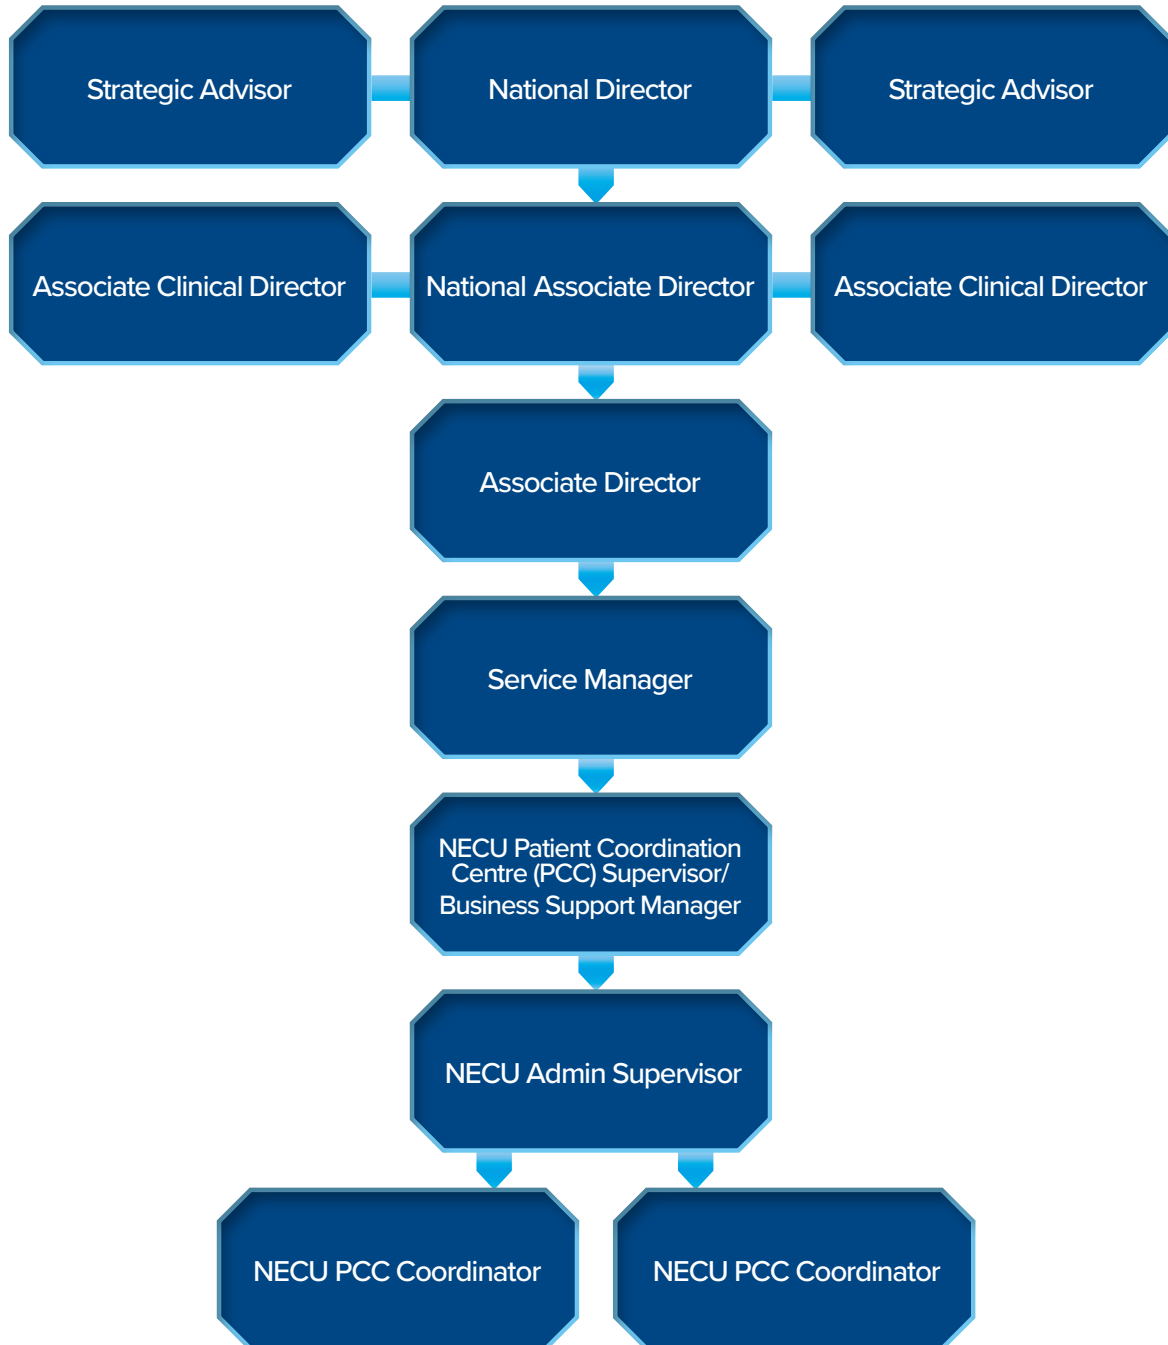 Strategic Advisor
National Director
Strategic Advisor
Associate Clinical Director
National Associate Director
Associate Clinical Director
Associate Director
Service Manager
NECU Patient Coordination
Centre (PCC) Supervisor/
Business Support Manager
NECU Admin Supervisor
NECU PCC Coordinator
NECU PCC Coordinator